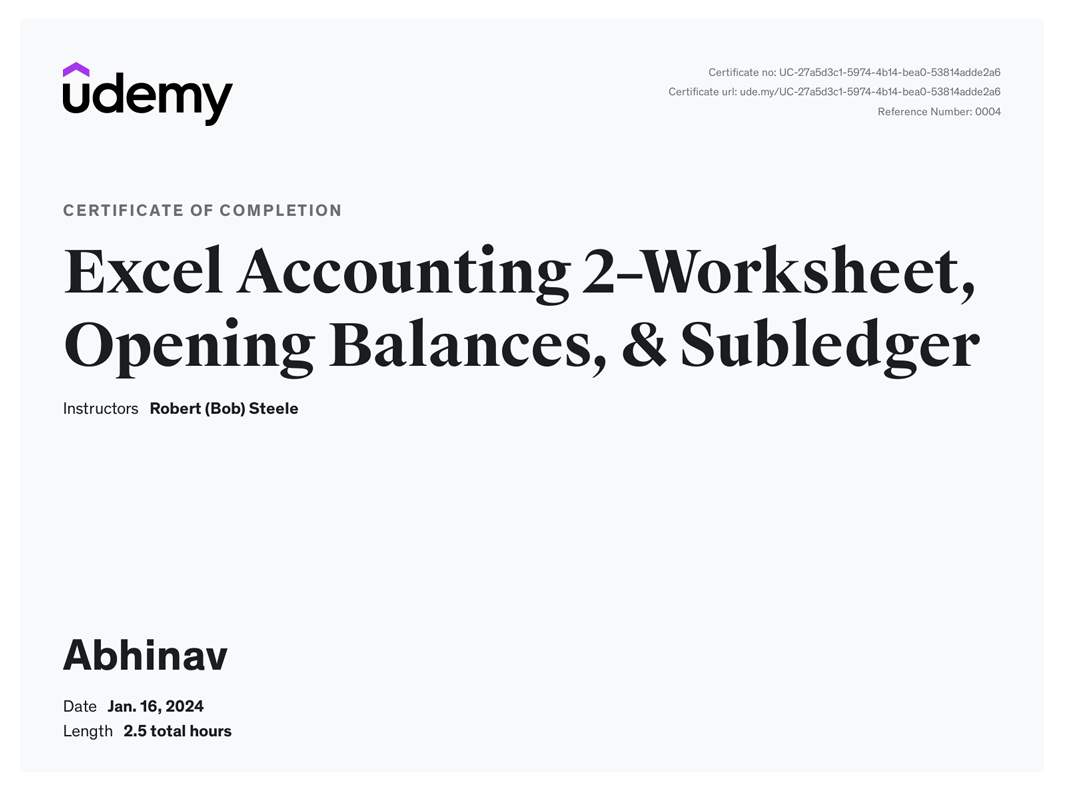 udemy
Certificate no: UC-27a5d3c1-5974-4b14-bea0-53814adde2a6
Certificate url: ude.my/UC-27a5d3c1-5974-4b14-bea0-53814adde2a6
Reference Number: 0004
CERTIFICATE OF COMPLETION
Excel Accounting 2–Worksheet,
Opening Balances, & Subledger
Instructors Robert (Bob) Steele
Abhinav
Date Jan. 16, 2024
Length 2.5 total hours